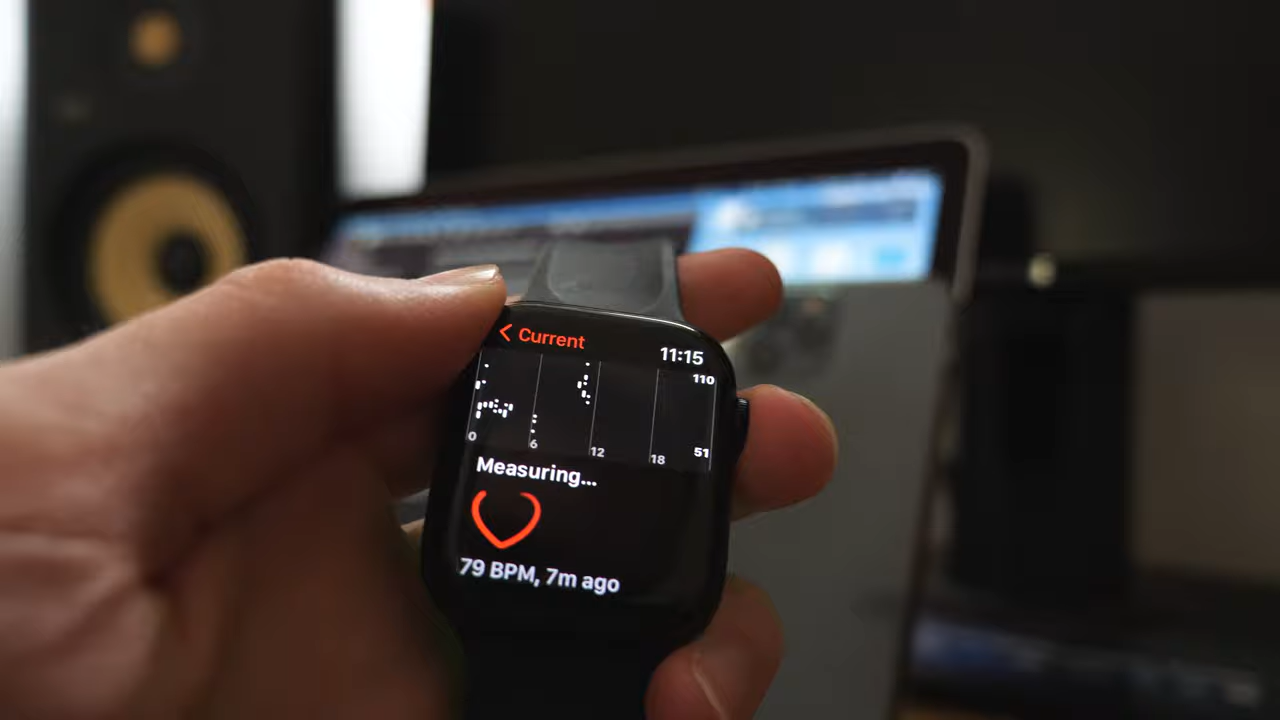 < Current
11:15
110
51
0 6 12 18
Measuring...
79 BPM, 7m ago